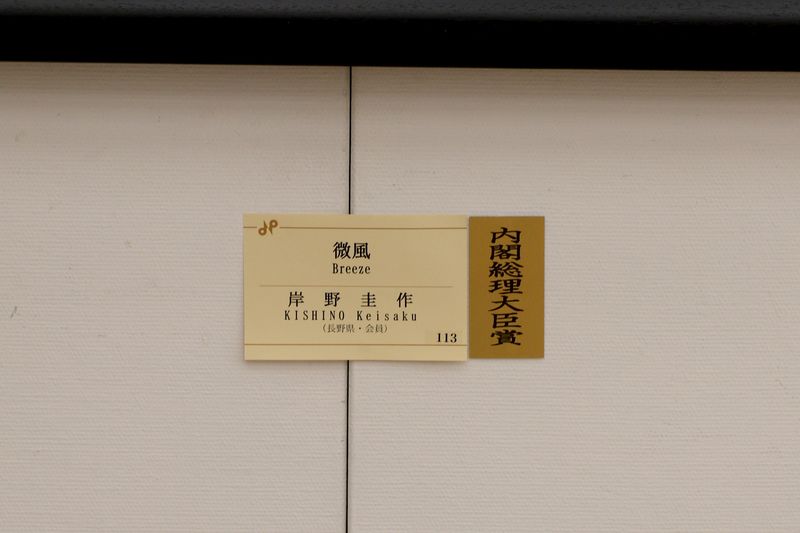 微風
Breeze
岸野圭作
KISHINO Keisaku
(長野県・会員)
113
内閣総理大臣賞